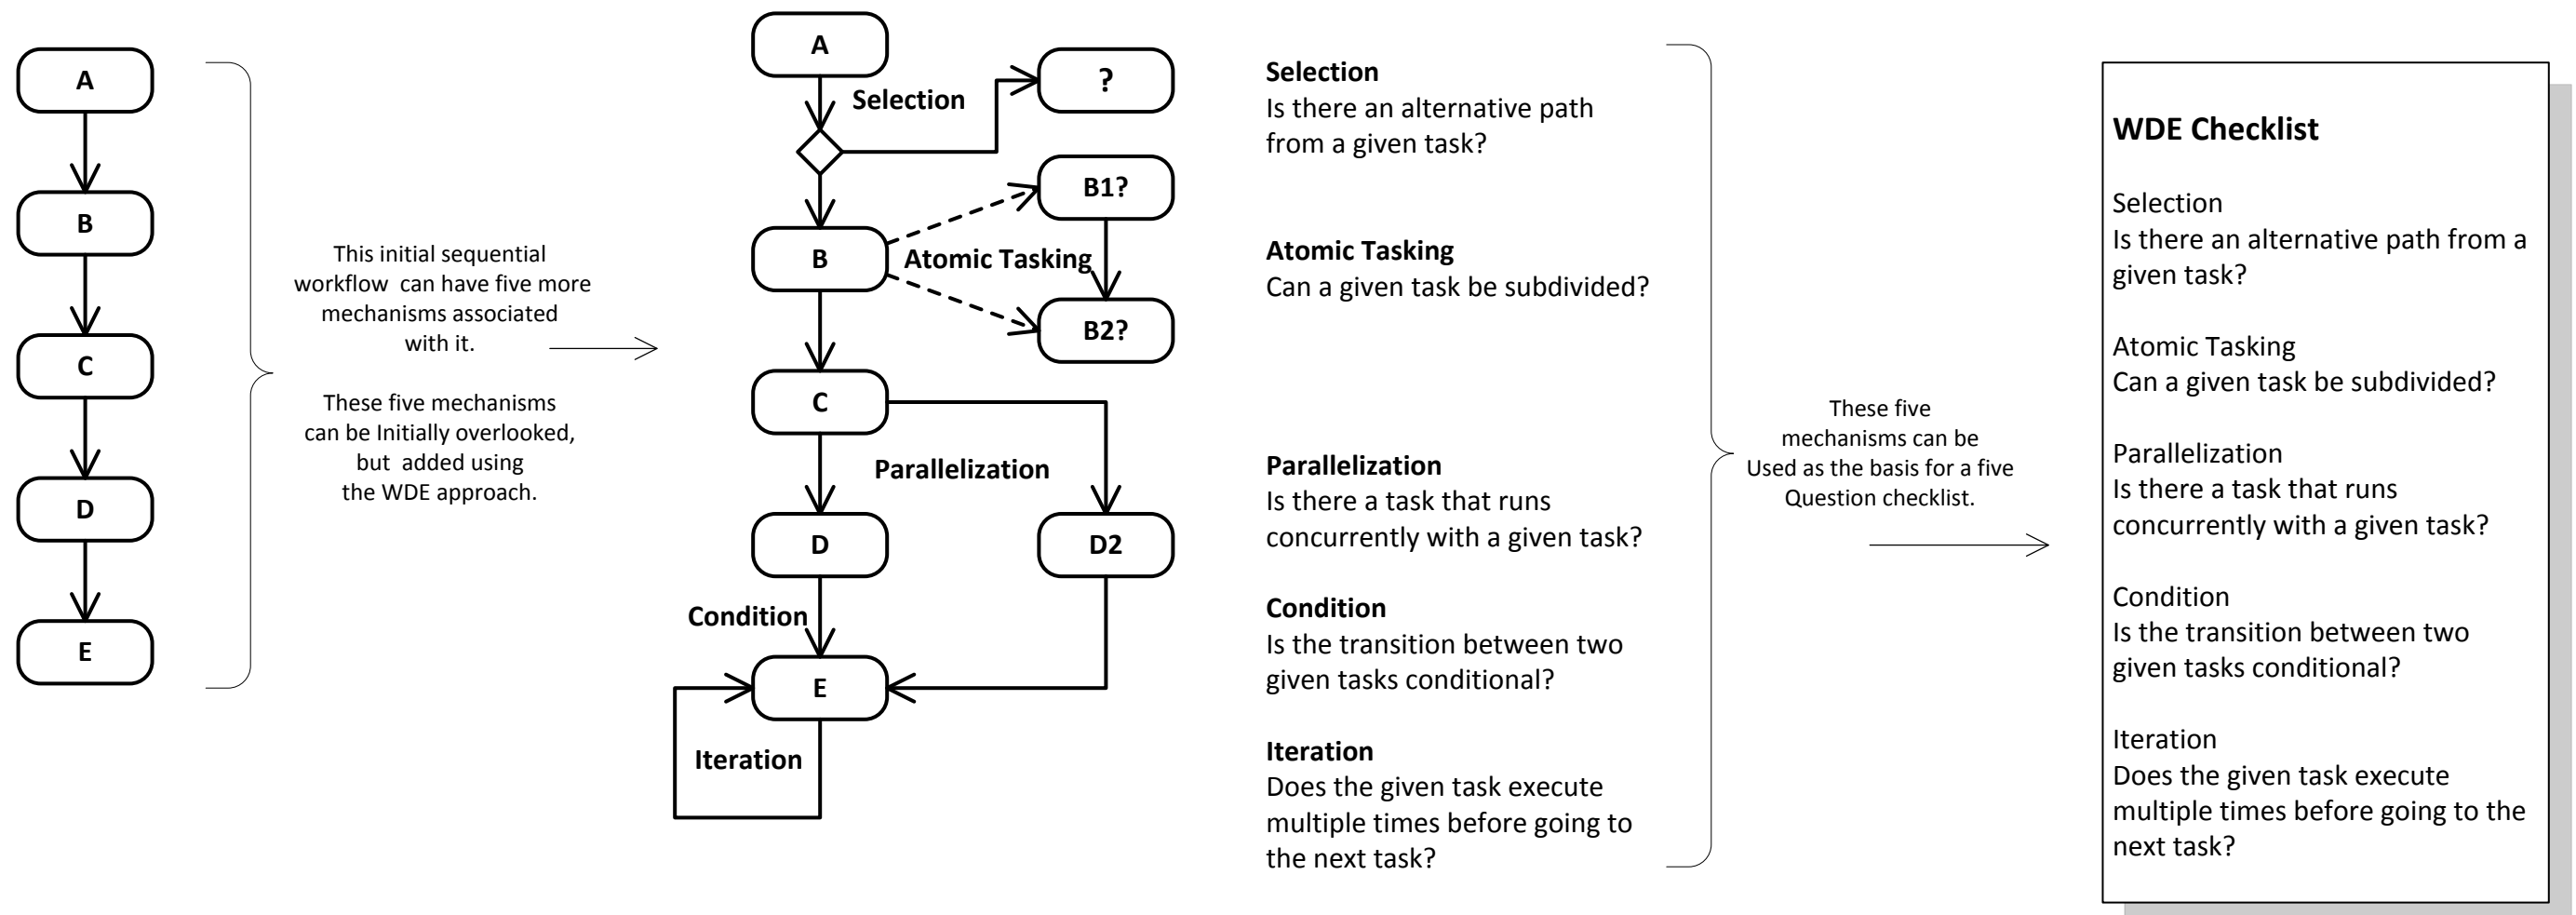 A
B
C
D
E
This initial sequential
workflow can have five more
mechanisms associated
with it.
These five mechanisms
can be Initially overlooked,
but added using
the WDE approach.
A
Selection
?
B1?
B
Atomic Tasking
B2?
C
Parallelization
D
D2
Condition
E
Iteration
Selection
Is there an alternative path
from a given task?
Atomic Tasking
Can a given task be subdivided?
Parallelization
Is there a task that runs
concurrently with a given task?
Condition
Is the transition between two
given tasks conditional?
Iteration
Does the given task execute
multiple times before going to
the next task?
These five
mechanisms can be
Used as the basis for a five
Question checklist.
WDE Checklist
Selection
Is there an alternative path from a
given task?
Atomic Tasking
Can a given task be subdivided?
Parallelization
Is there a task that runs
concurrently with a given task?
Condition
Is the transition between two
given tasks conditional?
Iteration
Does the given task execute
multiple times before going to the
next task?